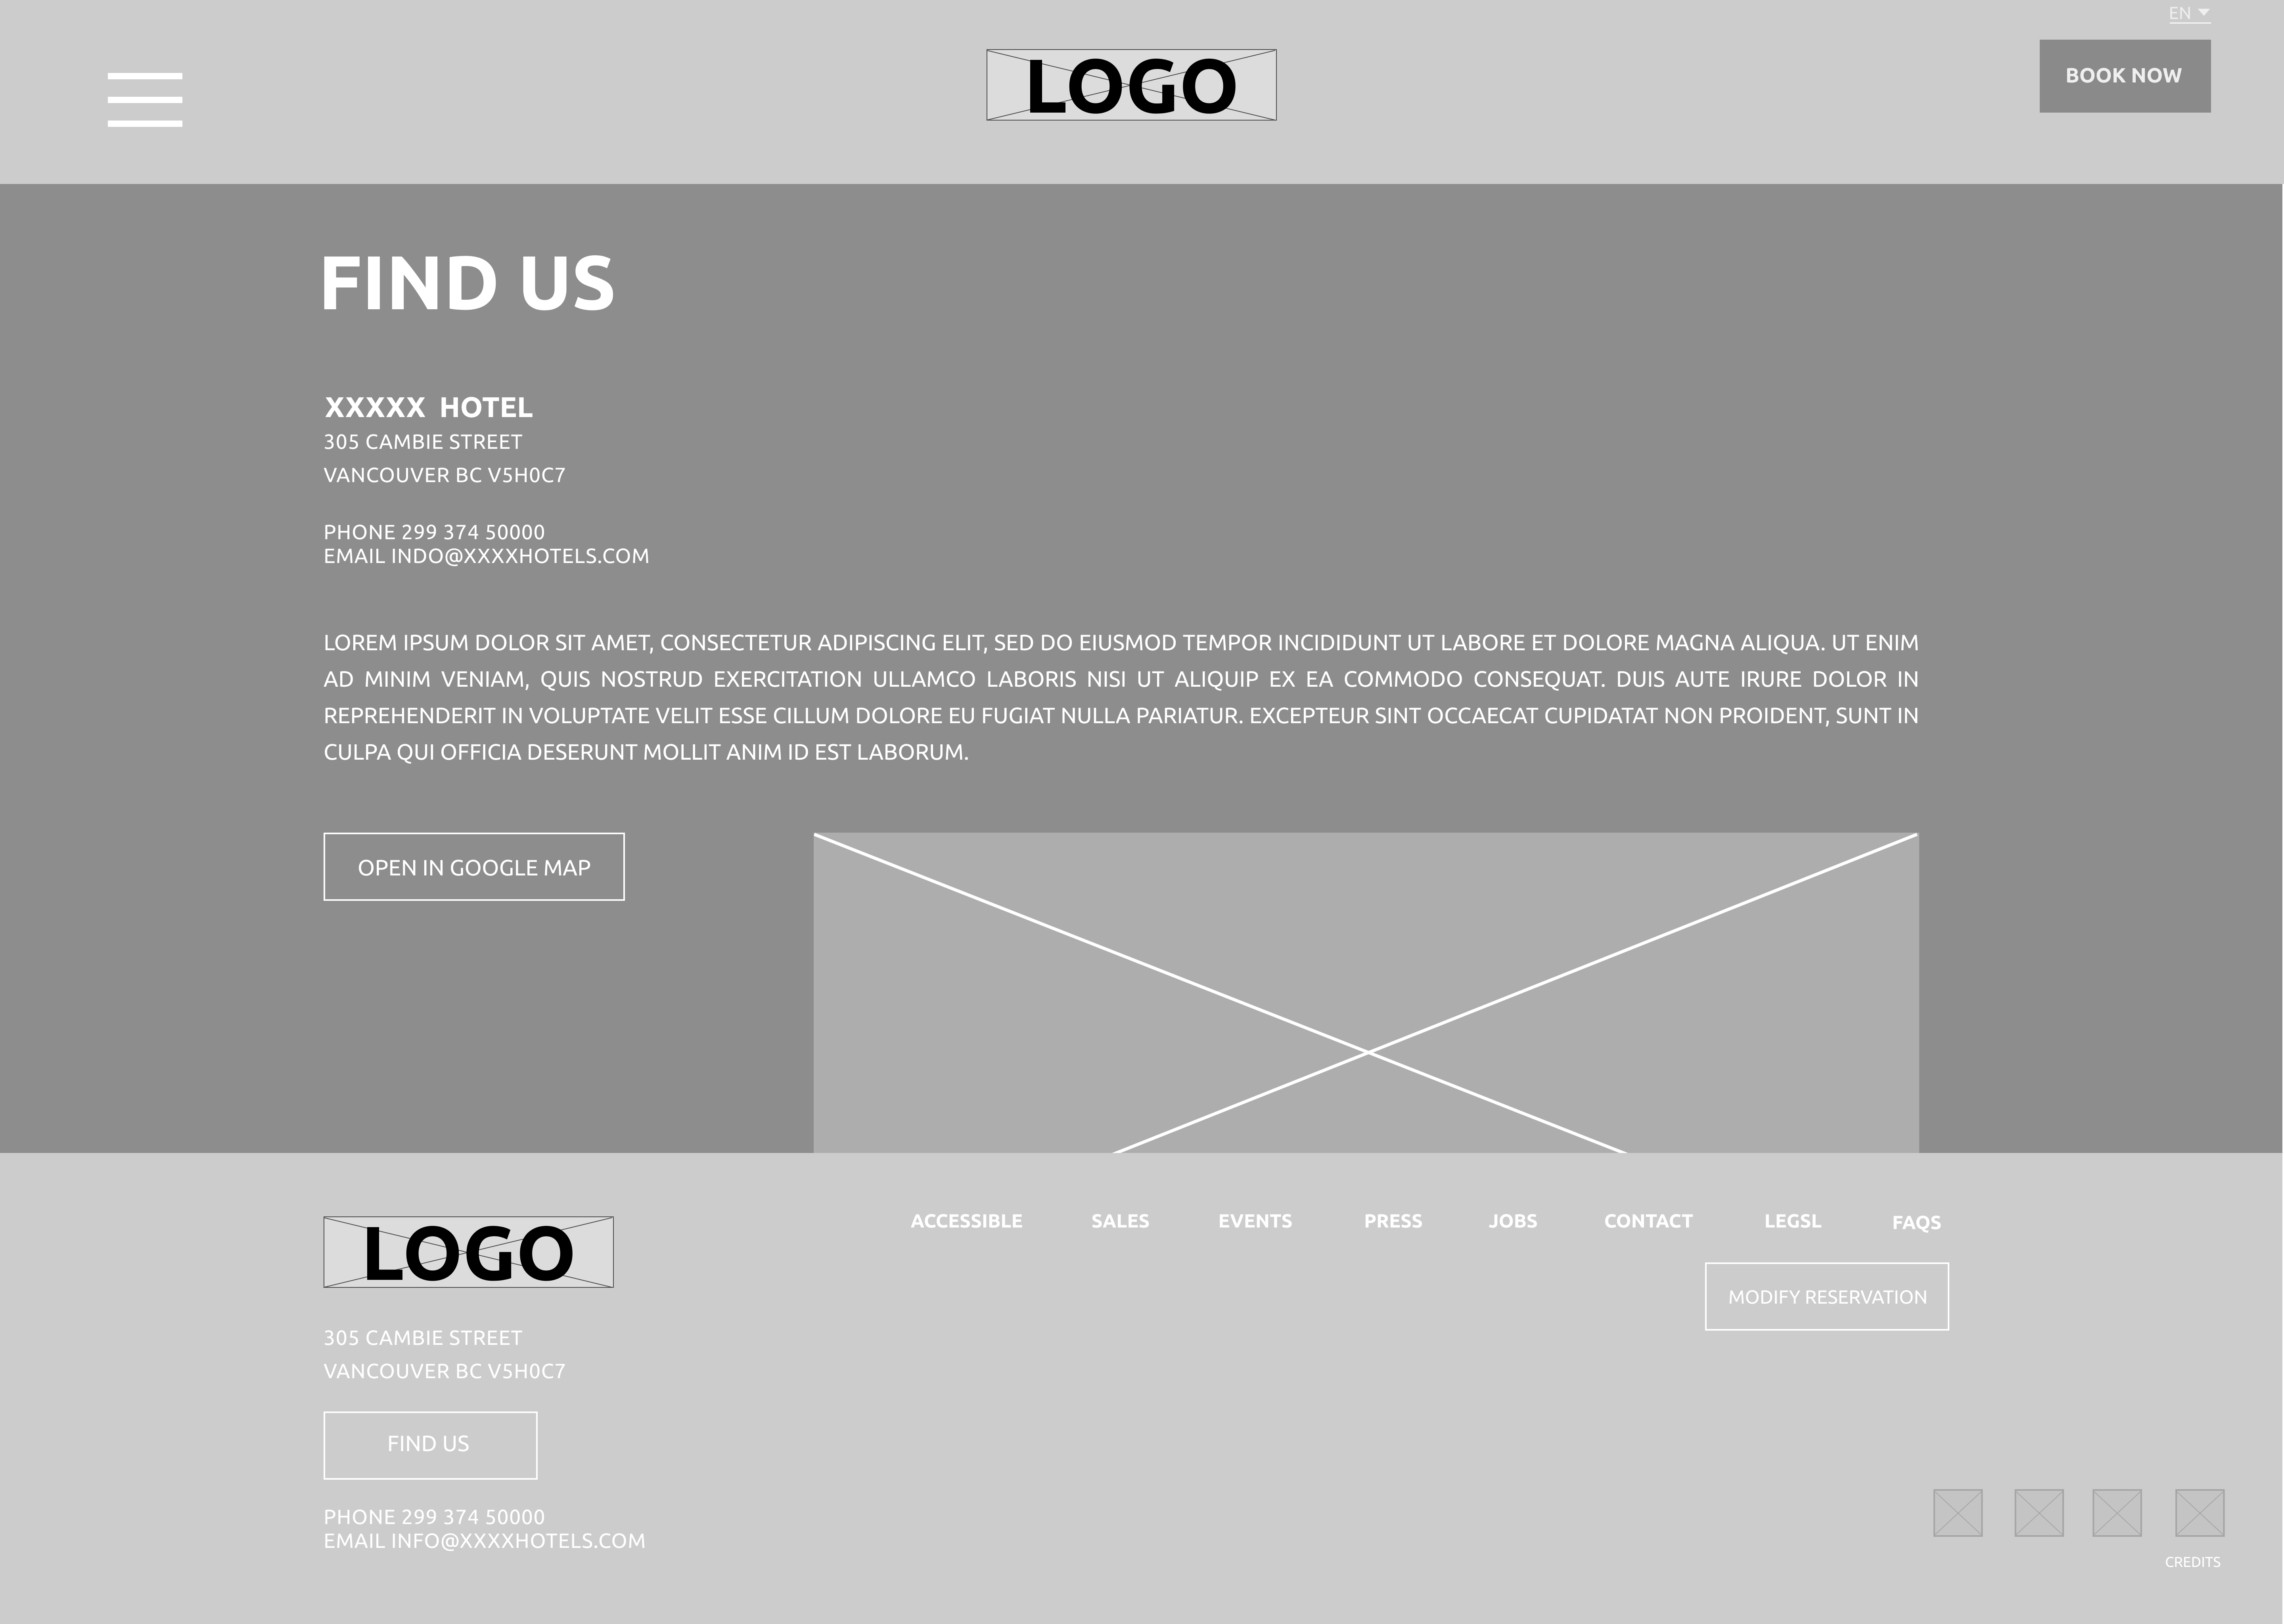 EN
LOGO
BOOK NOW
FIND US
XXXXX HOTEL
305 CAMBIE STREET
VANCOUVER BC V5H0C7
PHONE 299 374 50000
EMAIL INDO@XXXXHOTELS.COM
LOREM IPSUM DOLOR SIT AMET, CONSECTETUR ADIPISCING ELIT, SED DO EIUSMOD TEMPOR INCIDIDUNT UT LABORE ET DOLORE MAGNA ALIQUA. UT ENIM
AD MINIM VENIAM, QUIS NOSTRUD EXERCITATION ULLAMCO LABORIS NISI UT ALIQUIP EX EA COMMODO CONSEQUAT. DUIS AUTE IRURE DOLOR IN
REPREHENDERIT IN VOLUPTATE VELIT ESSE CILLUM DOLORE EU FUGIAT NULLA PARIATUR. EXCEPTEUR SINT OCCAECAT CUPIDATAT NON PROIDENT, SUNT IN
CULPA QUI OFFICIA DESERUNT MOLLIT ANIM ID EST LABORUM.
OPEN IN GOOGLE MAP
LOGO
ACCESSIBLE SALES EVENTS PRESS JOBS CONTACT LEGSL FAQS
MODIFY RESERVATION
305 CAMBIE STREET
VANCOUVER BC V5H0C7
FIND US
PHONE 299 374 50000
EMAIL INFO@XXXXHOTELS.COM
CREDITS